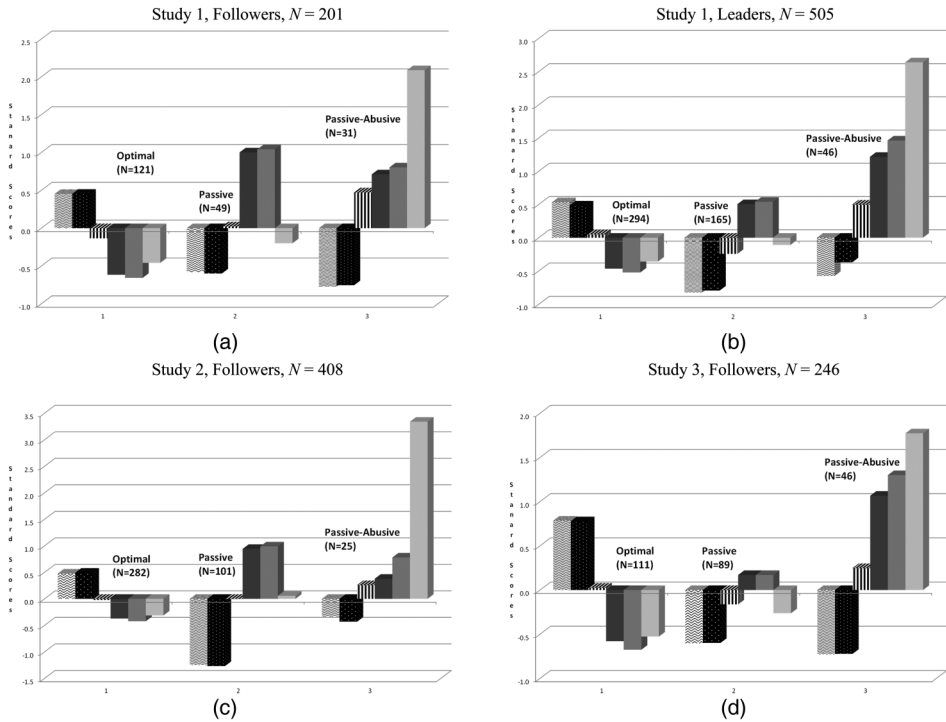 Study 1, Followers, N = 201
2.5
2.0
1.5
1.0
0.5
0.0
-0.5
-1.0
Stanard Scores
Optimal
(N=121)
Passive
(N=49)
Passive-Abusive
(N=31)
1
2
3
(a)
Study 1, Leaders, N = 505
3.0
2.5
2.0
1.5
1.0
0.5
0.0
-0.5
-1.0
Stanard Scores
Optimal
(N=294)
Passive
(N=165)
Passive-Abusive
(N=46)
1
2
3
(b)
Study 2, Followers, N = 408
3.5
3.0
2.5
2.0
1.5
1.0
0.5
0.0
-0.5
-1.0
-1.5
Stanard Scores
Optimal
(N=282)
Passive
(N=101)
Passive-Abusive
(N=25)
1
2
3
(c)
Study 3, Followers, N = 246
2.0
1.5
1.0
0.5
0.0
-0.5
-1.0
Stanard Scores
Optimal
(N=111)
Passive
(N=89)
Passive-Abusive
(N=46)
1
2
3
(d)